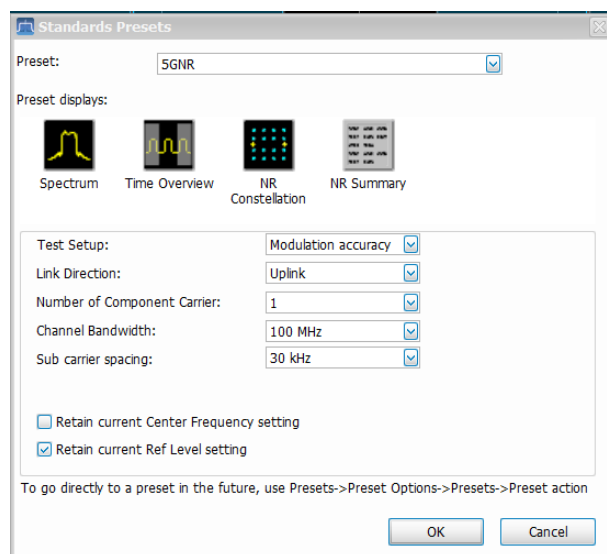 Standards Presets
Preset:
5GNR
Preset displays:
Spectrum
Time Overview
NR
Constellation
NR Summary
Test Setup:
Modulation accuracy
Link Direction:
Uplink
Number of Component Carrier:
1
Channel Bandwidth:
100 MHz
Sub carrier spacing:
30 kHz
Retain current Center Frequency setting
Retain current Ref Level setting
To go directly to a preset in the future, use Presets->Preset Options->Presets->Preset action
OK
Cancel